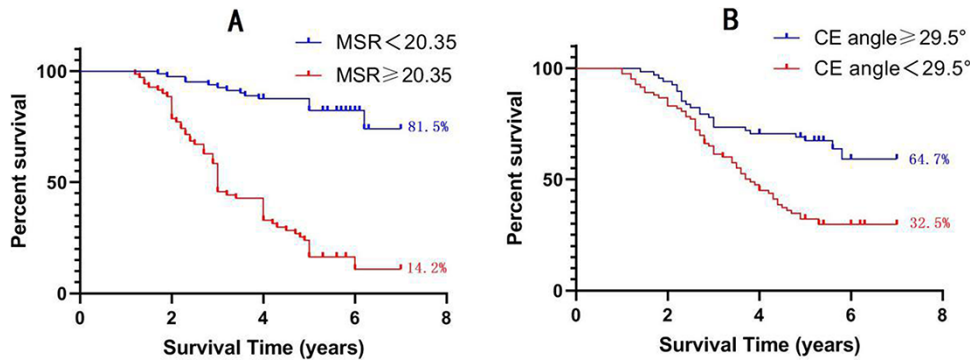 A
MSR＜20.35
MSR≥20.35
Percent survival
100
50
0
81.5%
14.2%
0 2 4 6 8
Survival Time (years)
B
CE angle≥29.5°
CE angle＜29.5°
Percent survival
100
50
0
64.7%
32.5%
0 2 4 6 8
Survival Time (years)